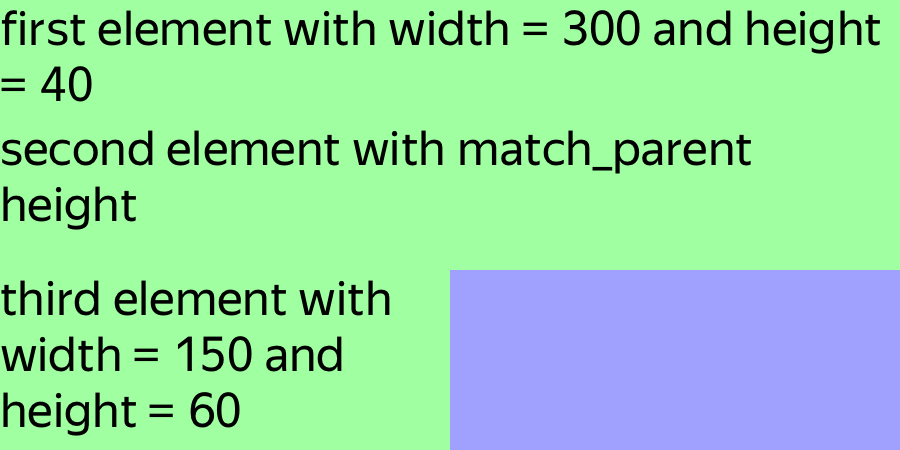 first element with width = 300 and height
= 40
second element with match_parent
height
third element with
width = 150 and
height = 60